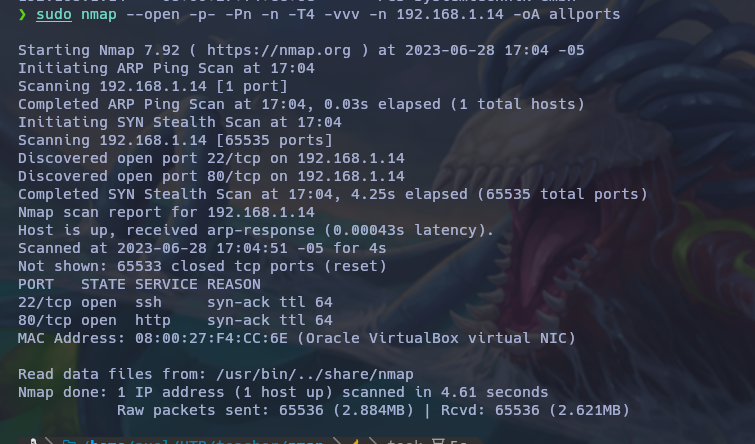 ❯ sudo nmap --open -p- -Pn -n -T4 -vvv -n 192.168.1.14 -oA allports
Starting Nmap 7.92 ( https://nmap.org ) at 2023-06-28 17:04 -05
Initiating ARP Ping Scan at 17:04
Scanning 192.168.1.14 [1 port]
Completed ARP Ping Scan at 17:04, 0.03s elapsed (1 total hosts)
Initiating SYN Stealth Scan at 17:04
Scanning 192.168.1.14 [65535 ports]
Discovered open port 22/tcp on 192.168.1.14
Discovered open port 80/tcp on 192.168.1.14
Completed SYN Stealth Scan at 17:04, 4.25s elapsed (65535 total ports)
Nmap scan report for 192.168.1.14
Host is up, received arp-response (0.00043s latency).
Scanned at 2023-06-28 17:04:51 -05 for 4s
Not shown: 65533 closed tcp ports (reset)
PORT   STATE SERVICE REASON
22/tcp open  ssh     syn-ack ttl 64
80/tcp open  http    syn-ack ttl 64
MAC Address: 08:00:27:F4:CC:6E (Oracle VirtualBox virtual NIC)
Read data files from: /usr/bin/../share/nmap
Nmap done: 1 IP address (1 host up) scanned in 4.61 seconds
           Raw packets sent: 65536 (2.884MB) | Rcvd: 65536 (2.621MB)